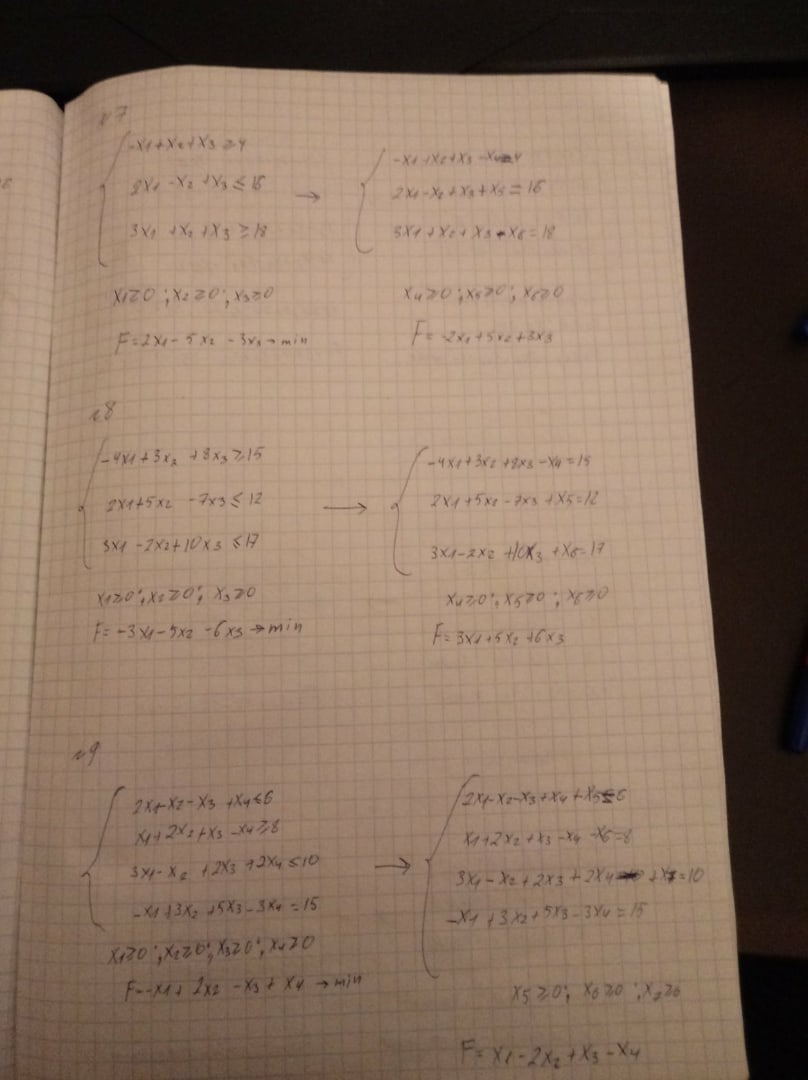 №7
-x1+x2+x3≥4
2x1-x2+x3≤16
3x1+x2+x3≥18
x1≥0; x2≥0; x3≥0
F=2x1-5x2-3x3→min
→
-x1+x2+x3-x4=4
2x1-x2+x3+x5=16
3x1+x2+x3-x6=18
x4≥0; x5≥0; x6≥0
F=-2x1+5x2+3x3
№8
-4x1+3x2+8x3≥15
2x1+5x2-7x3≤12
3x1-2x2+10x3≤17
x1≥0; x2≥0; x3≥0
F=-3x1-5x2-6x3→min
→
-4x1+3x2+8x3-x4=15
2x1+5x2-7x3+x5=12
3x1-2x2+10x3+x6=17
x4≥0; x5≥0; x6≥0
F=3x1+5x2+6x3
№9
2x1-x2-x3+x4≤6
x1+2x2+x3-x4≥8
3x1-x2+2x3+2x4≤10
-x1+3x2+5x3-3x4=15
x1≥0; x2≥0; x3≥0; x4≥0
F=-x1+2x2-x3+x4→min
→
2x1-x2-x3+x4+x5=6
x1+2x2+x3-x4-x6=8
3x1-x2+2x3+2x4+x7=10
-x1+3x2+5x3-3x4=15
x5≥0; x6≥0; x7≥0
F=x1-2x2+x3-x4